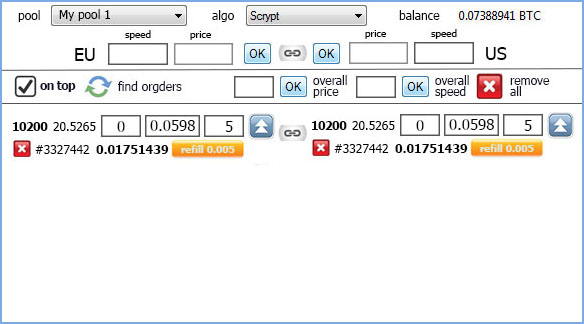 pool My pool 1 algo Scrypt balance 0.07388941 BTC
speed price price speed
EU OK OK US
on top find orgders OK overall price OK overall speed remove all
10200 20.5265 0 0.0598 5 10200 20.5265 0 0.0598 5
#3327442 0.01751439 refill 0.005 #3327442 0.01751439 refill 0.005